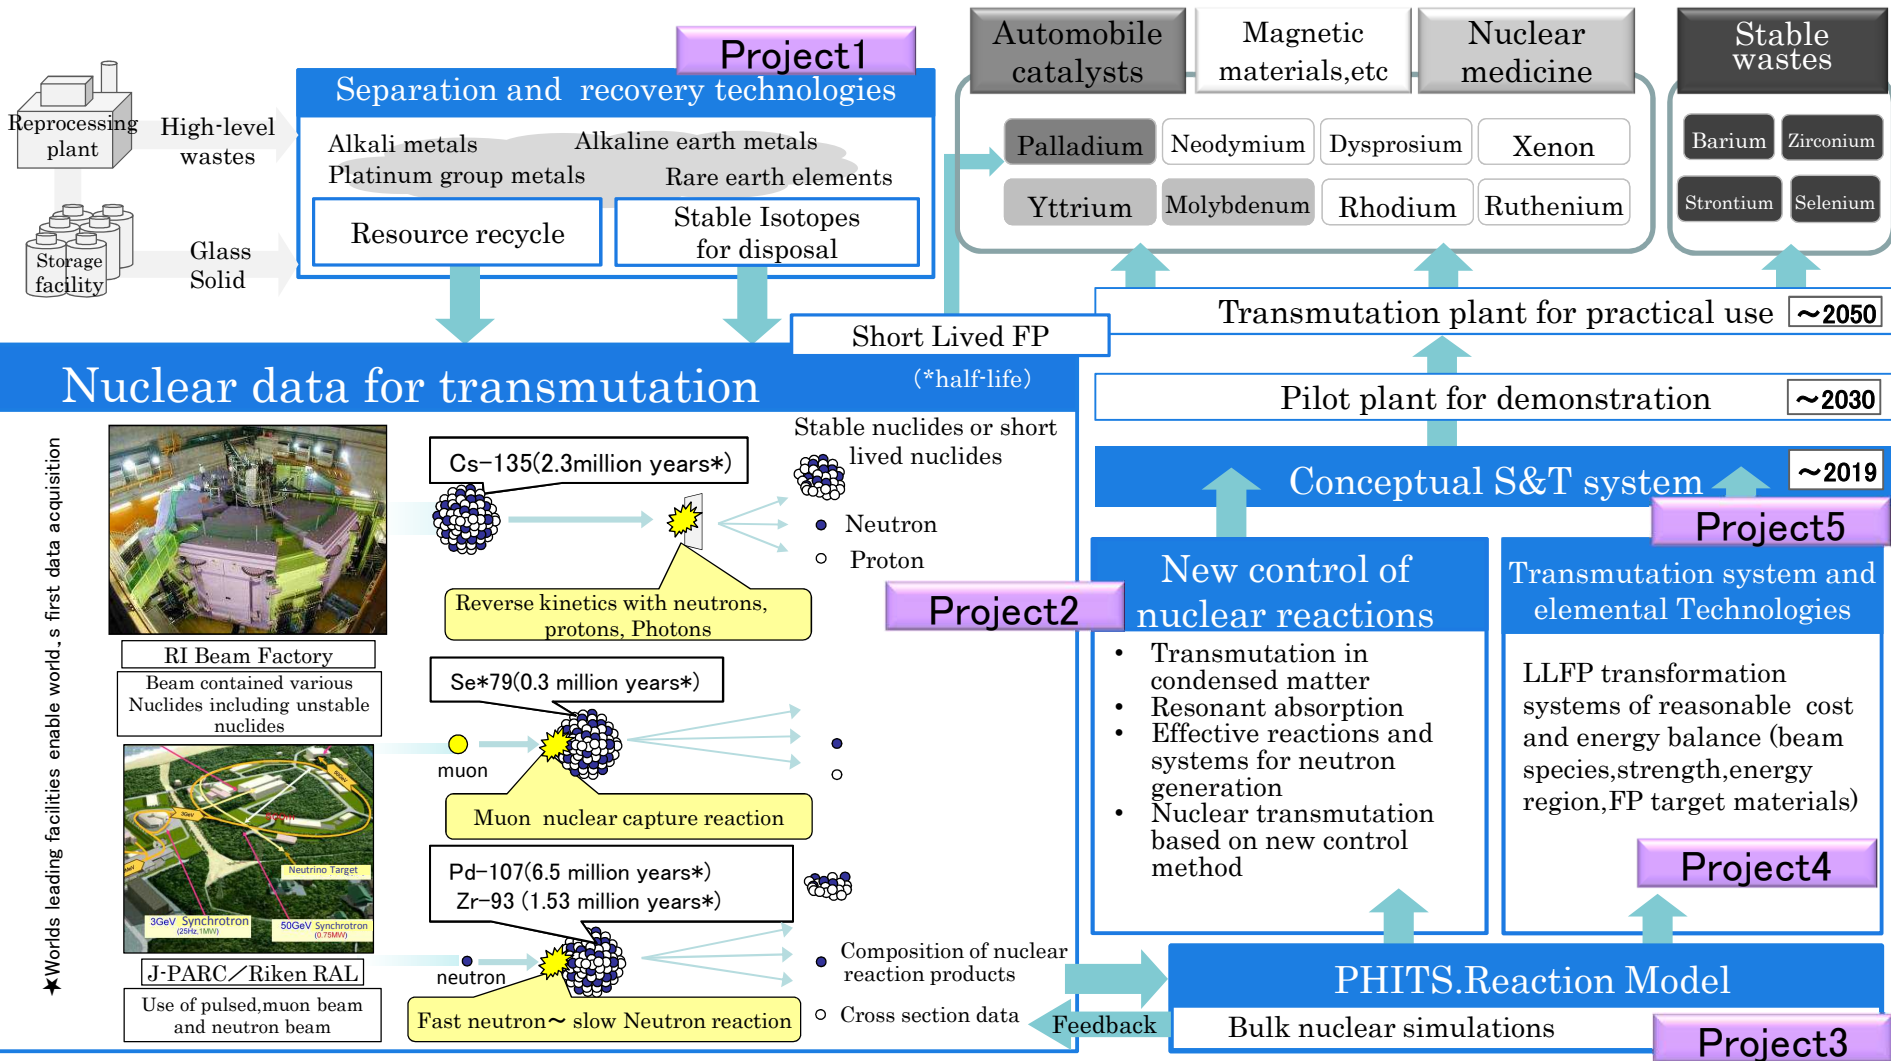 Project1
Separation and recovery technologies
Reprocessing
plant
High-level
wastes
Storage
facility
Glass
Solid
Alkali metals
Alkaline earth metals
Platinum group metals
Rare earth elements
Resource recycle
Stable Isotopes
for disposal
Automobile
catalysts
Magnetic
materials,etc
Nuclear
medicine
Stable
wastes
Palladium
Neodymium
Dysprosium
Xenon
Yttrium
Molybdenum
Rhodium
Ruthenium
Barium
Zirconium
Strontium
Selenium
Short Lived FP
Transmutation plant for practical use
~2050
Pilot plant for demonstration
~2030
Conceptual S&T system
~2019
Project5
Nuclear data for transmutation
(*half-life)
★Worlds leading facilities enable world.s first data acquisition
RI Beam Factory
Beam contained various
Nuclides including unstable
nuclides
Cs-135(2.3million years*)
Stable nuclides or short
lived nuclides
Neutron
Proton
Reverse kinetics with neutrons,
protons, Photons
Project2
Se*79(0.3 million years*)
muon
Muon nuclear capture reaction
3GeV
Neutrino Target
3GeV Synchrotron
(25Hz,1MW)
50GeV Synchrotron
(0.75MW)
J-PARC/Riken RAL
Use of pulsed,muon beam
and neutron beam
Pd-107(6.5 million years*)
Zr-93 (1.53 million years*)
neutron
Fast neutron~ slow Neutron reaction
Composition of nuclear
reaction products
Cross section data
New control of
nuclear reactions
• Transmutation in
condensed matter
• Resonant absorption
• Effective reactions and
systems for neutron
generation
• Nuclear transmutation
based on new control
method
Transmutation system and
elemental Technologies
LLFP transformation
systems of reasonable cost
and energy balance (beam
species,strength,energy
region,FP target materials)
Project4
PHITS.Reaction Model
Feedback
Bulk nuclear simulations
Project3